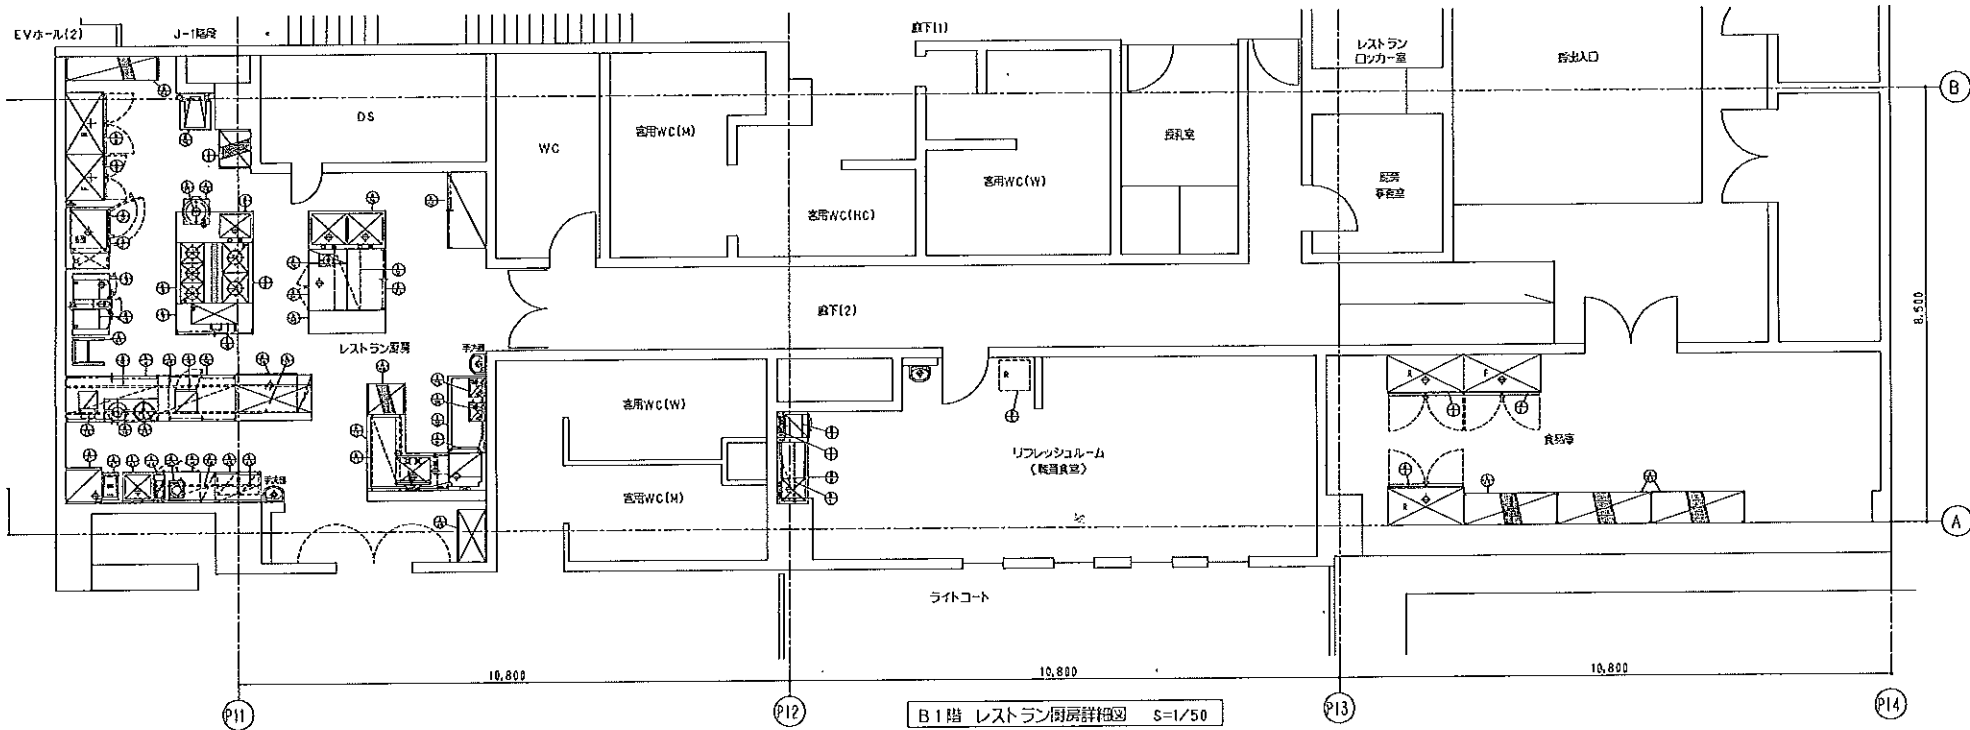 EVホール(2)
J-1階段
廊下(1)
レストラン
ロッカー室
搬出入口
B
DS
WC
客用WC(M)
客用WC(HC)
客用WC(W)
授乳室
厨房
事務室
廊下(2)
8,500
レストラン厨房
手洗器
客用WC(W)
R
R
F
食品庫
リフレッシュルーム
(職員食堂)
客用WC(M)
手洗器
R
A
ライトコート
10,800
10,800
10,800
P11
P12
P13
P14
B1階 レストラン厨房詳細図 S=1/50